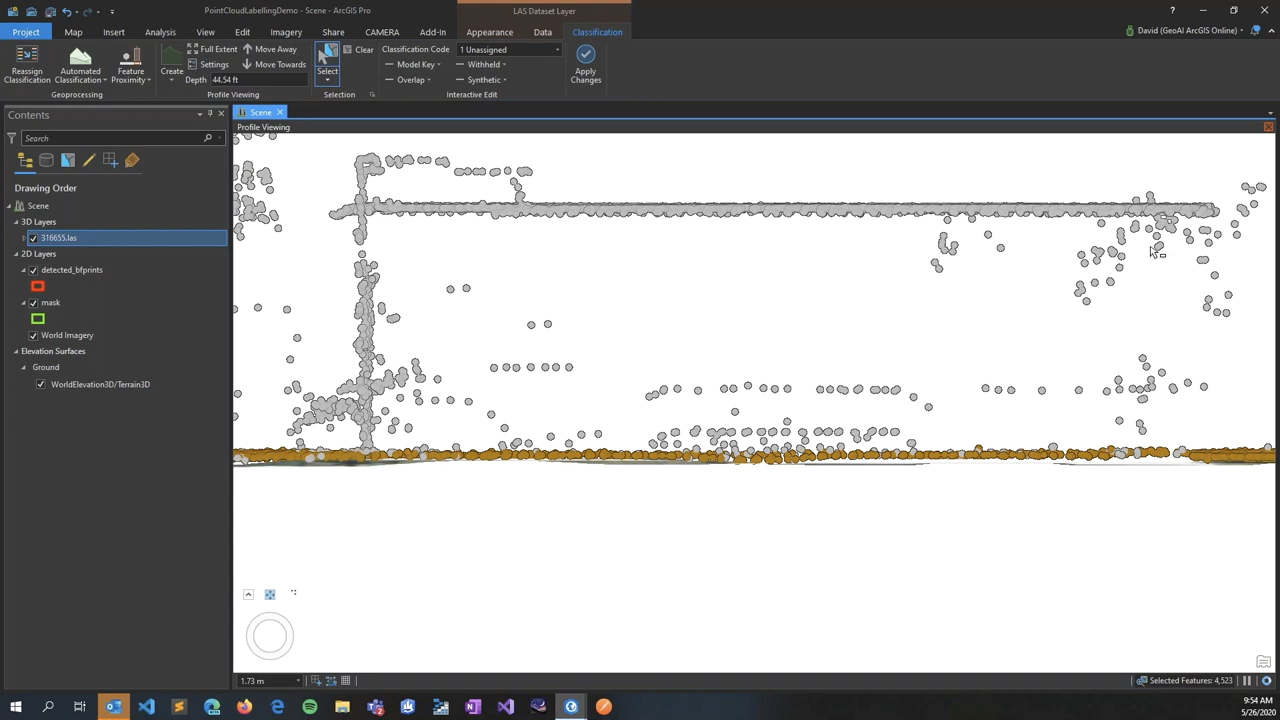 PointCloudLabellingDemo - Scene - ArcGIS Pro
LAS Dataset Layer
?
Project
Map
Insert
Analysis
View
Edit
Imagery
Share
CAMERA
Add-In
Appearance
Data
Classification
David (GeoAI ArcGIS Online)
Reassign
Classification
Automated
Classification
Feature
Proximity
Geoprocessing
Create
Full Extent
Move Away
Settings
Move Towards
Depth 44.54 ft
Profile Viewing
Select
Clear
Selection
Classification Code 1 Unassigned
Model Key
Withheld
Overlap
Synthetic
Interactive Edit
Apply
Changes
Contents
Search
Drawing Order
Scene
3D Layers
316655.las
2D Layers
detected_bfprints
mask
World Imagery
Elevation Surfaces
Ground
WorldElevation3D/Terrain3D
Scene
Profile Viewing
1.73 m
Selected Features: 4,523
9:54 AM
5/26/2020